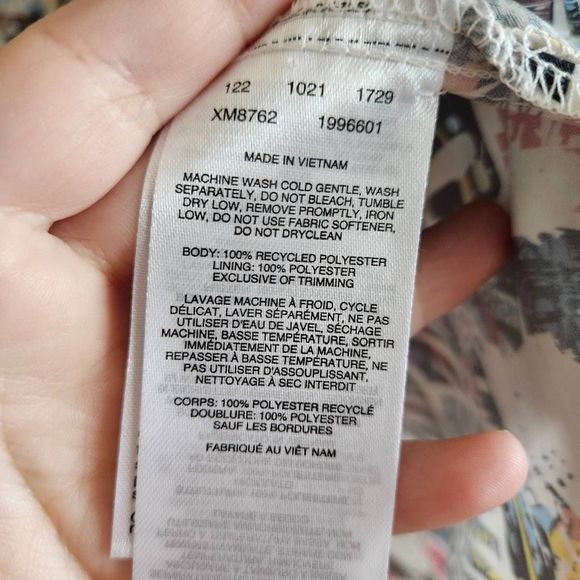 122 1021 1729
XM8762 1996601
MADE IN VIETNAM
MACHINE WASH COLD GENTLE, WASH
SEPARATELY, DO NOT BLEACH, TUMBLE
DRY LOW, REMOVE PROMPTLY, IRON
LOW, DO NOT USE FABRIC SOFTENER,
DO NOT DRYCLEAN
BODY: 100% RECYCLED POLYESTER
LINING: 100% POLYESTER
EXCLUSIVE OF TRIMMING
LAVAGE MACHINE À FROID, CYCLE
DÉLICAT, LAVER SÉPARÉMENT, NE PAS
UTILISER D'EAU DE JAVEL, SÉCHAGE
MACHINE, BASSE TEMPÉRATURE, SORTIR
IMMÉDIATEMENT DE LA MACHINE,
REPASSER À BASSE TEMPÉRATURE, NE
PAS UTILISER D'ASSOUPLISSANT,
NETTOYAGE À SEC INTERDIT
CORPS: 100% POLYESTER RECYCLÉ
DOUBLURE: 100% POLYESTER
SAUF LES BORDURES
FABRIQUÉ AU VIÊT NAM